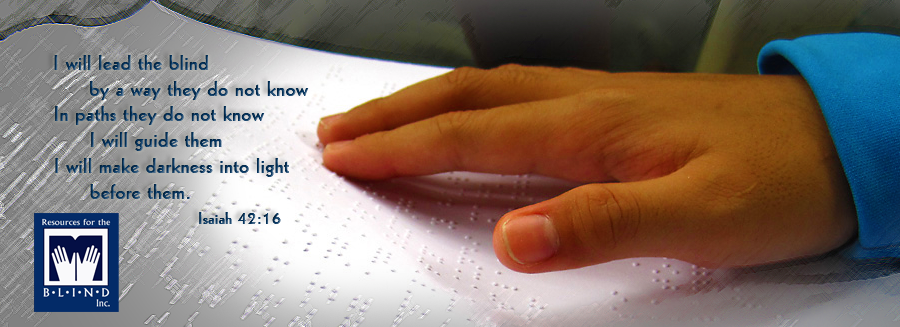 I will lead the blind
by a way they do not know
In paths they do not know
I will guide them
I will make darkness into light
before them.
Isaiah 42:16
Resources for the
B•L•I•N•D
Inc.